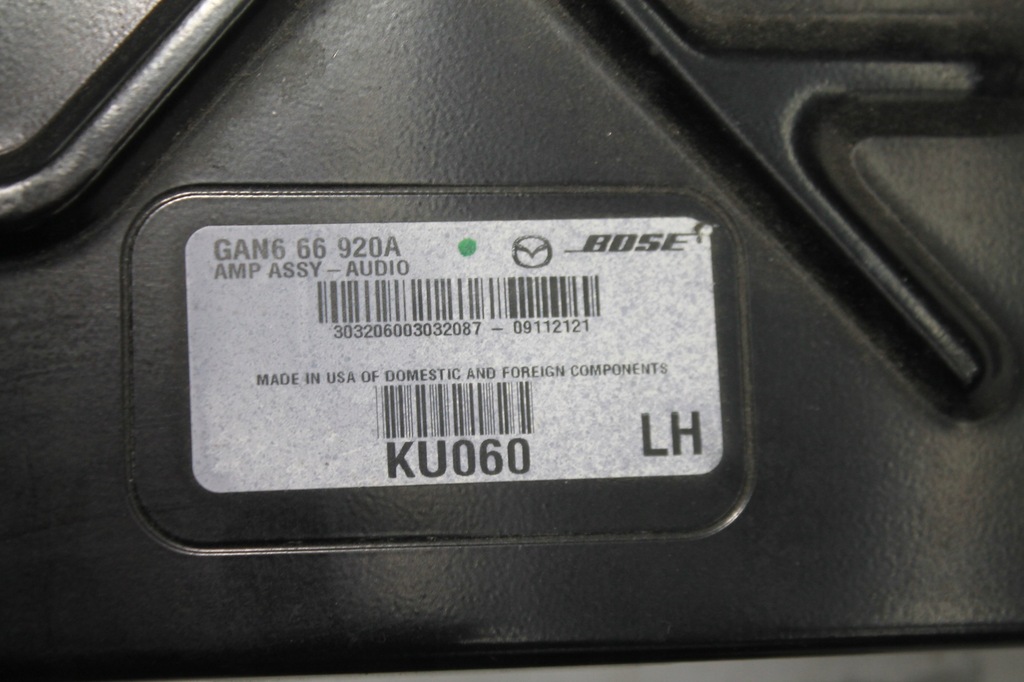 GAN6 66 920A
BOSE
AMP ASSY - AUDIO
303206003032087 - 09112121
MADE IN USA OF DOMESTIC AND FOREIGN COMPONENTS
KU060
LH